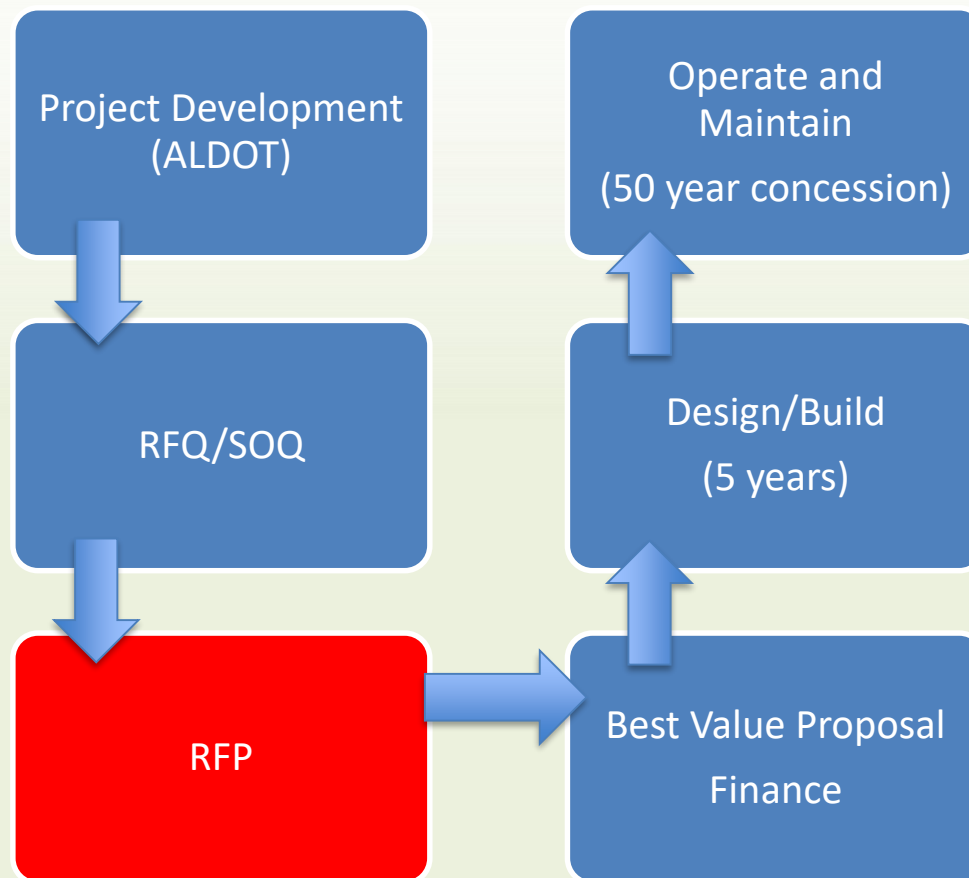 Project Development
(ALDOT)
RFQ/SOQ
RFP
Best Value Proposal
Finance
Design/Build
(5 years)
Operate and
Maintain
(50 year concession)